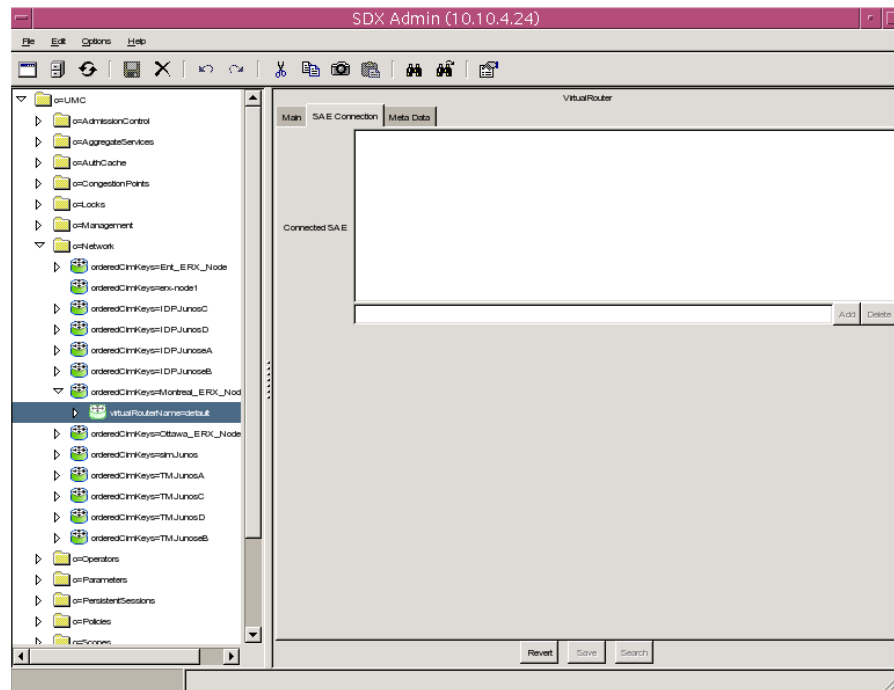 SDX Admin (10.10.4.24)
File Edit Options Help
o=UMC
o=AdmissionControl
o=AggregateServices
o=AuthCache
o=CongestionPoints
o=Locks
o=Management
o=Network
orderedCimKeys=Ent_ERX_Node
orderedCimKeys=erx-node1
orderedCimKeys=IDPJunosC
orderedCimKeys=IDPJunosD
orderedCimKeys=IDPJunoseA
orderedCimKeys=IDPJunoseB
orderedCimKeys=Montreal_ERX_Nod
virtualRouterName=default
orderedCimKeys=Ottawa_ERX_Node
orderedCimKeys=simJunos
orderedCimKeys=TMJunosA
orderedCimKeys=TMJunosC
orderedCimKeys=TMJunosD
orderedCimKeys=TMJunoseB
o=Operators
o=Parameters
o=PersistentSessions
o=Policies
o=Scopes
VirtualRouter
Main SAE Connection Meta Data
Connected SAE
Add Delete
Revert Save Search